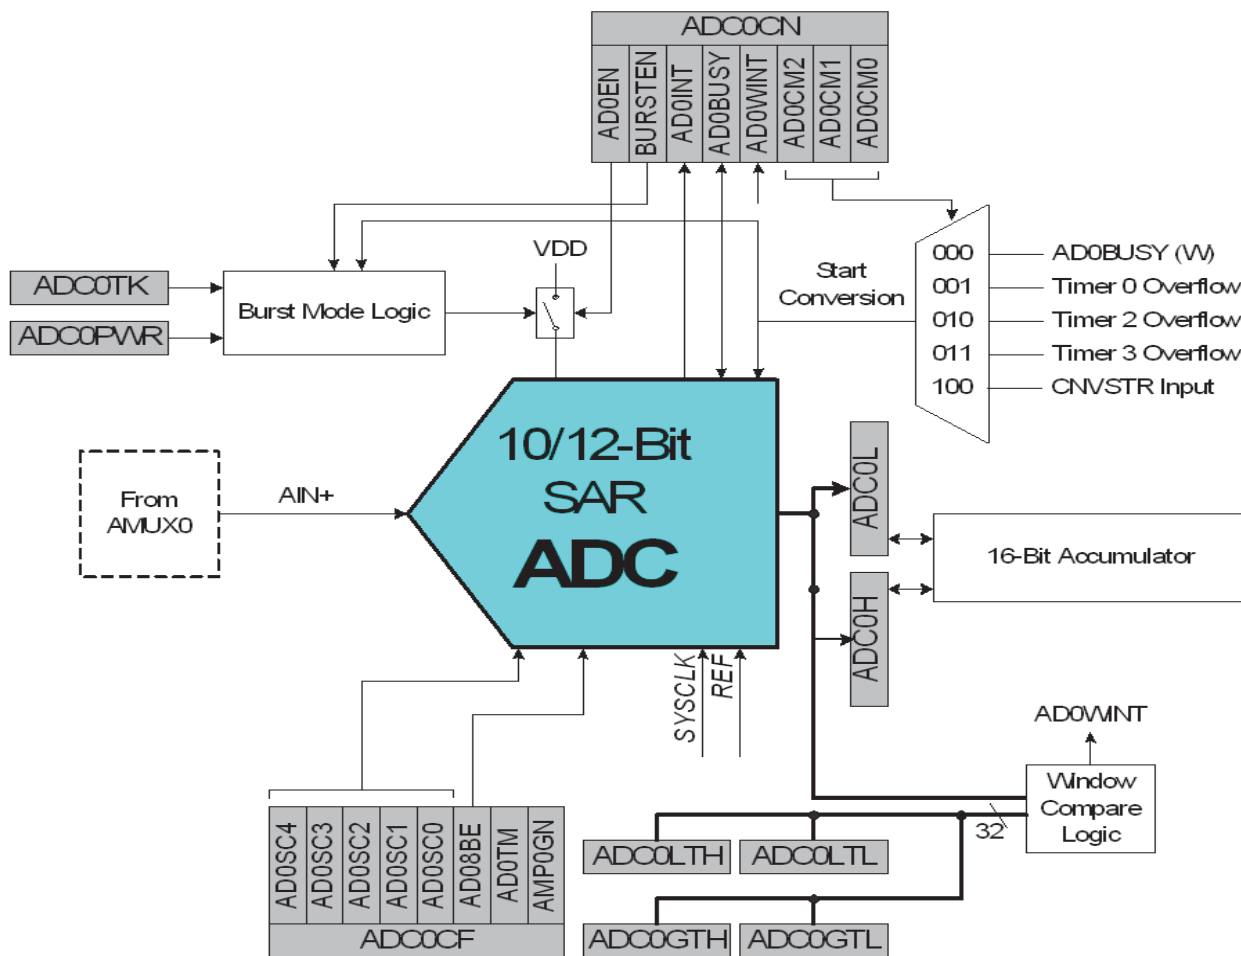 ADC0CN
AD0EN
BURSTEN
AD0INT
AD0BUSY
AD0WINT
AD0CM2
AD0CM1
AD0CM0
VDD
Start
Conversion
000
AD0BUSY (W)
001
Timer 0 Overflow
010
Timer 2 Overflow
011
Timer 3 Overflow
100
CNVSTR Input
ADC0TK
ADC0PWR
Burst Mode Logic
From
AMUX0
AIN+
10/12-Bit
SAR
ADC
ADC0L
ADC0H
16-Bit Accumulator
SYSCLK
REF
AD0WINT
Window
Compare
Logic
32
AD0SC4
AD0SC3
AD0SC2
AD0SC1
AD0SC0
AD08BE
AD0TM
AMP0GN
ADC0CF
ADC0LTH
ADC0LTL
ADC0GTH
ADC0GTL